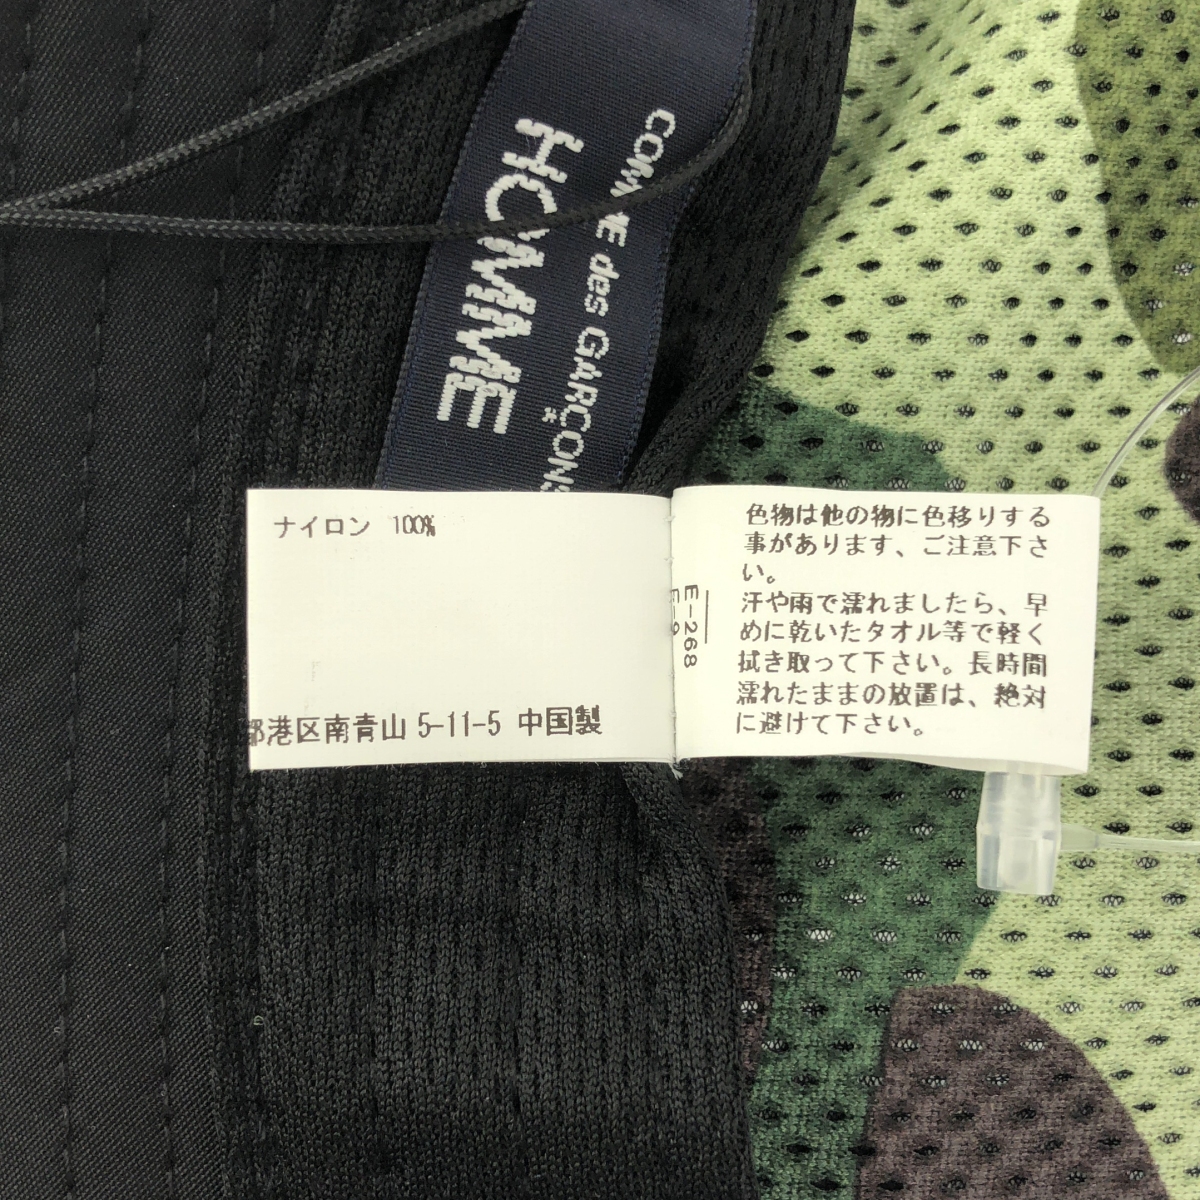 COMME des GARÇONS
HOMME
ナイロン 100%
港区南青山 5-11-5 中国製
E-268
E-9
色物は他の物に色移りする
事があります、ご注意下さ
い。
汗や雨で濡れましたら、早
めに乾いたタオル等で軽く
拭き取って下さい。長時間
濡れたままの放置は、絶対
に避けて下さい。